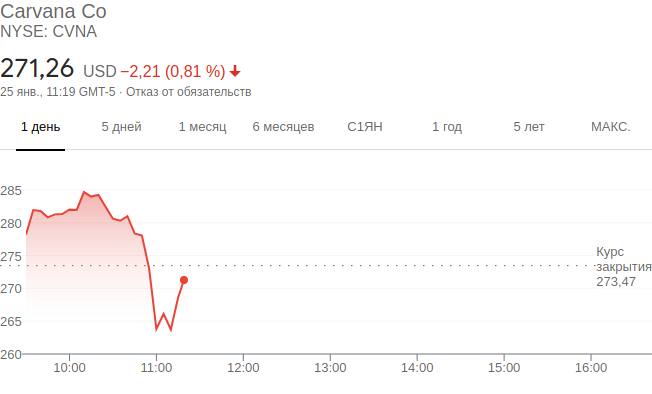 Carvana Co
NYSE: CVNA
271,26 USD −2,21 (0,81 %)
25 янв., 11:19 GMT-5 · Отказ от обязательств
1 день 5 дней 1 месяц 6 месяцев С1ЯН 1 год 5 лет МАКС.
285
280
275
270
265
260
Курс
закрытия
273,47
10:00 11:00 12:00 13:00 14:00 15:00 16:00